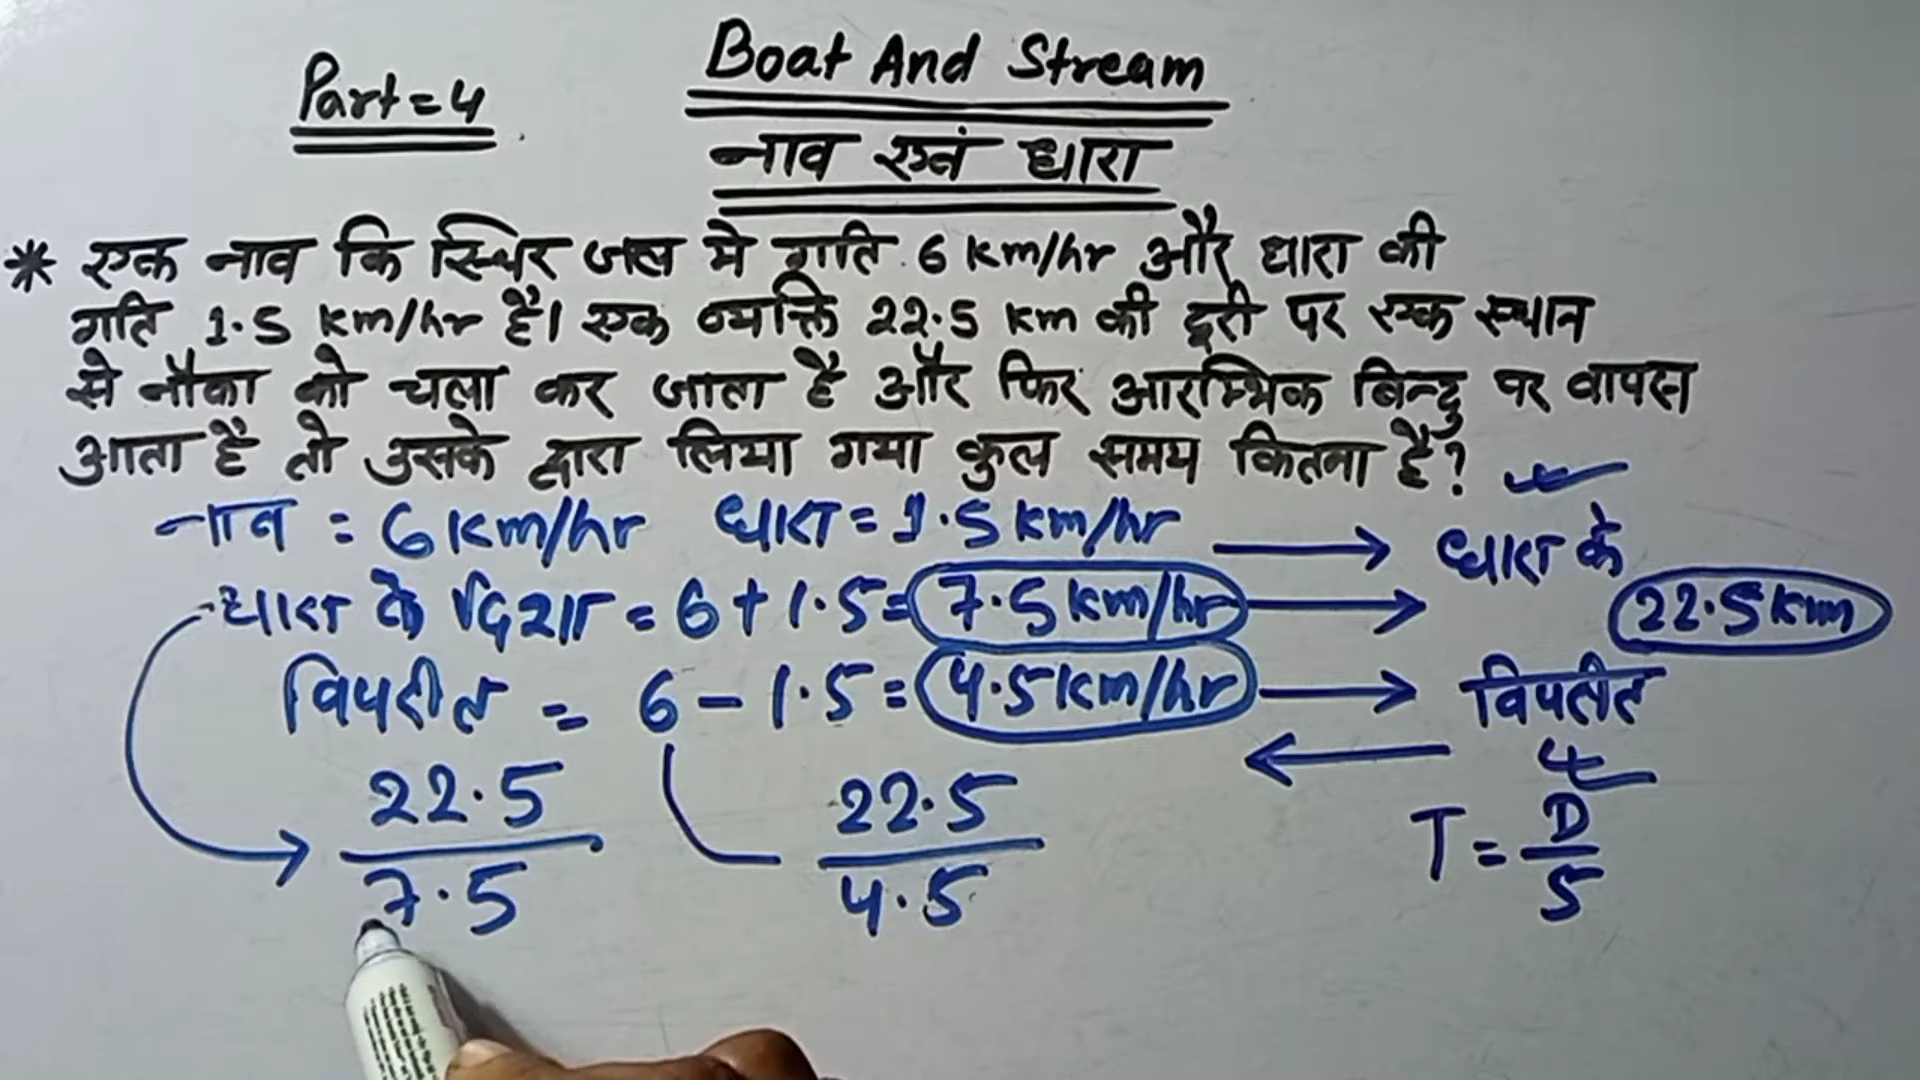 Boat And Stream
Part=4
नाव एवं धारा
* एक नाव कि स्थिर जल मे गति 6 km/hr और धारा की
गति 1.5 km/hr है। एक व्यक्ति 22.5 km की दूरी पर एक स्थान
से नौका को चला कर जाता है और फिर आरम्भिक बिन्दु पर वापस
आता है तो उसके द्वारा लिया गया कुल समय कितना है?
नाव = 6 km/hr धारा = 1.5 km/hr → धारा के
धारा के दिशा = 6 + 1.5 = 7.5 km/hr → 22.5 km
विपरीत = 6 - 1.5 = 4.5 km/hr → विपरीत
←
22.5 22.5 D
T = —
7.5 4.5 S